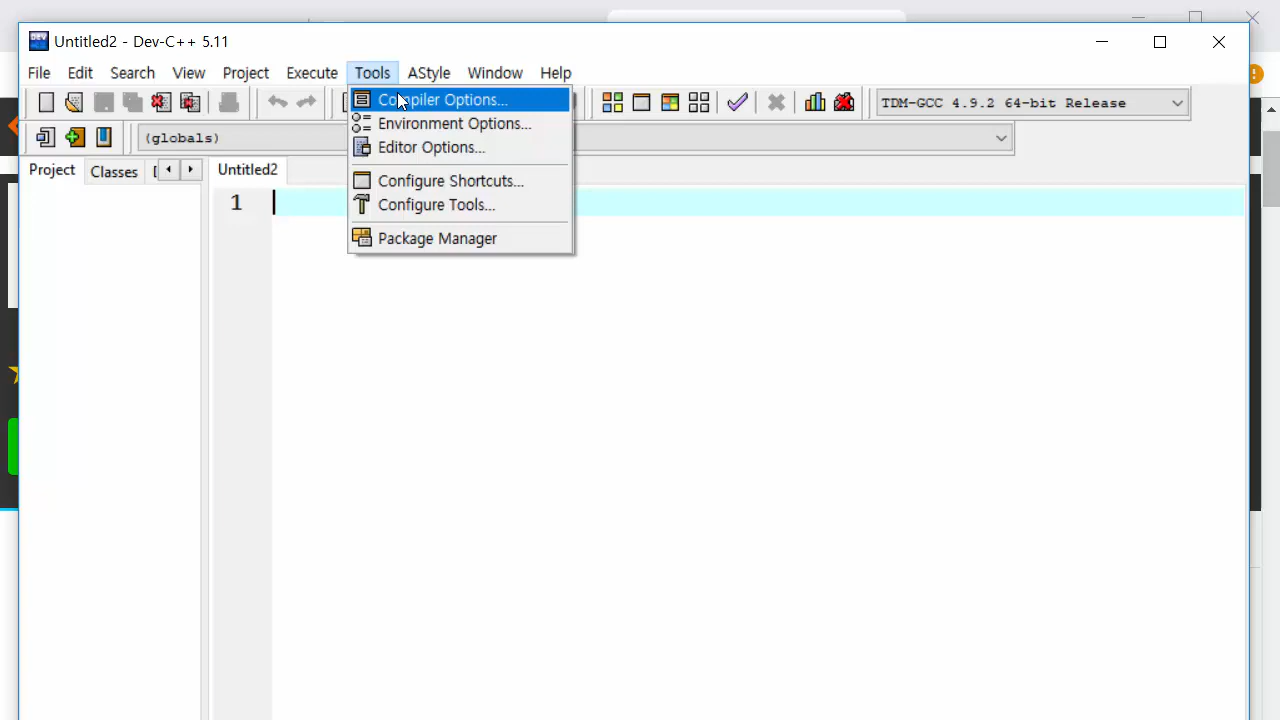 Untitled2 - Dev-C++ 5.11
File Edit Search View Project Execute Tools AStyle Window Help
TDM-GCC 4.9.2 64-bit Release
(globals)
Project Classes Untitled2
1
Compiler Options...
Environment Options...
Editor Options...
Configure Shortcuts...
Configure Tools...
Package Manager